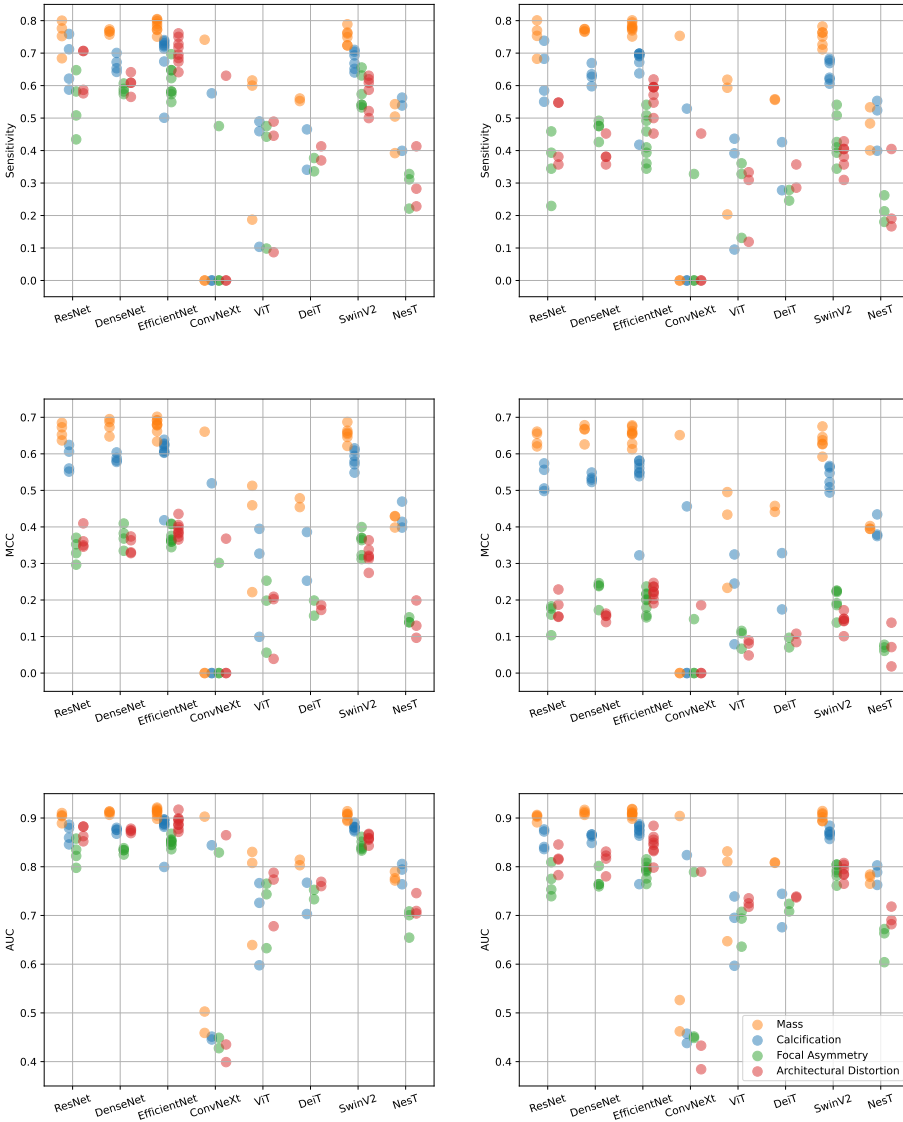 0.8
0.7
0.6
0.5
0.4
0.3
0.2
0.1
0.0
Sensitivity
ResNet
DenseNet
EfficientNet
ConvNeXt
ViT
DeiT
SwinV2
NesT
0.8
0.7
0.6
0.5
0.4
0.3
0.2
0.1
0.0
Sensitivity
ResNet
DenseNet
EfficientNet
ConvNeXt
ViT
DeiT
SwinV2
NesT
0.7
0.6
0.5
0.4
0.3
0.2
0.1
0.0
MCC
ResNet
DenseNet
EfficientNet
ConvNeXt
ViT
DeiT
SwinV2
NesT
0.7
0.6
0.5
0.4
0.3
0.2
0.1
0.0
MCC
ResNet
DenseNet
EfficientNet
ConvNeXt
ViT
DeiT
SwinV2
NesT
0.9
0.8
0.7
0.6
0.5
0.4
AUC
ResNet
DenseNet
EfficientNet
ConvNeXt
ViT
DeiT
SwinV2
NesT
0.9
0.8
0.7
0.6
0.5
0.4
AUC
Mass
Calcification
Focal Asymmetry
Architectural Distortion
ResNet
DenseNet
EfficientNet
ConvNeXt
ViT
DeiT
SwinV2
NesT